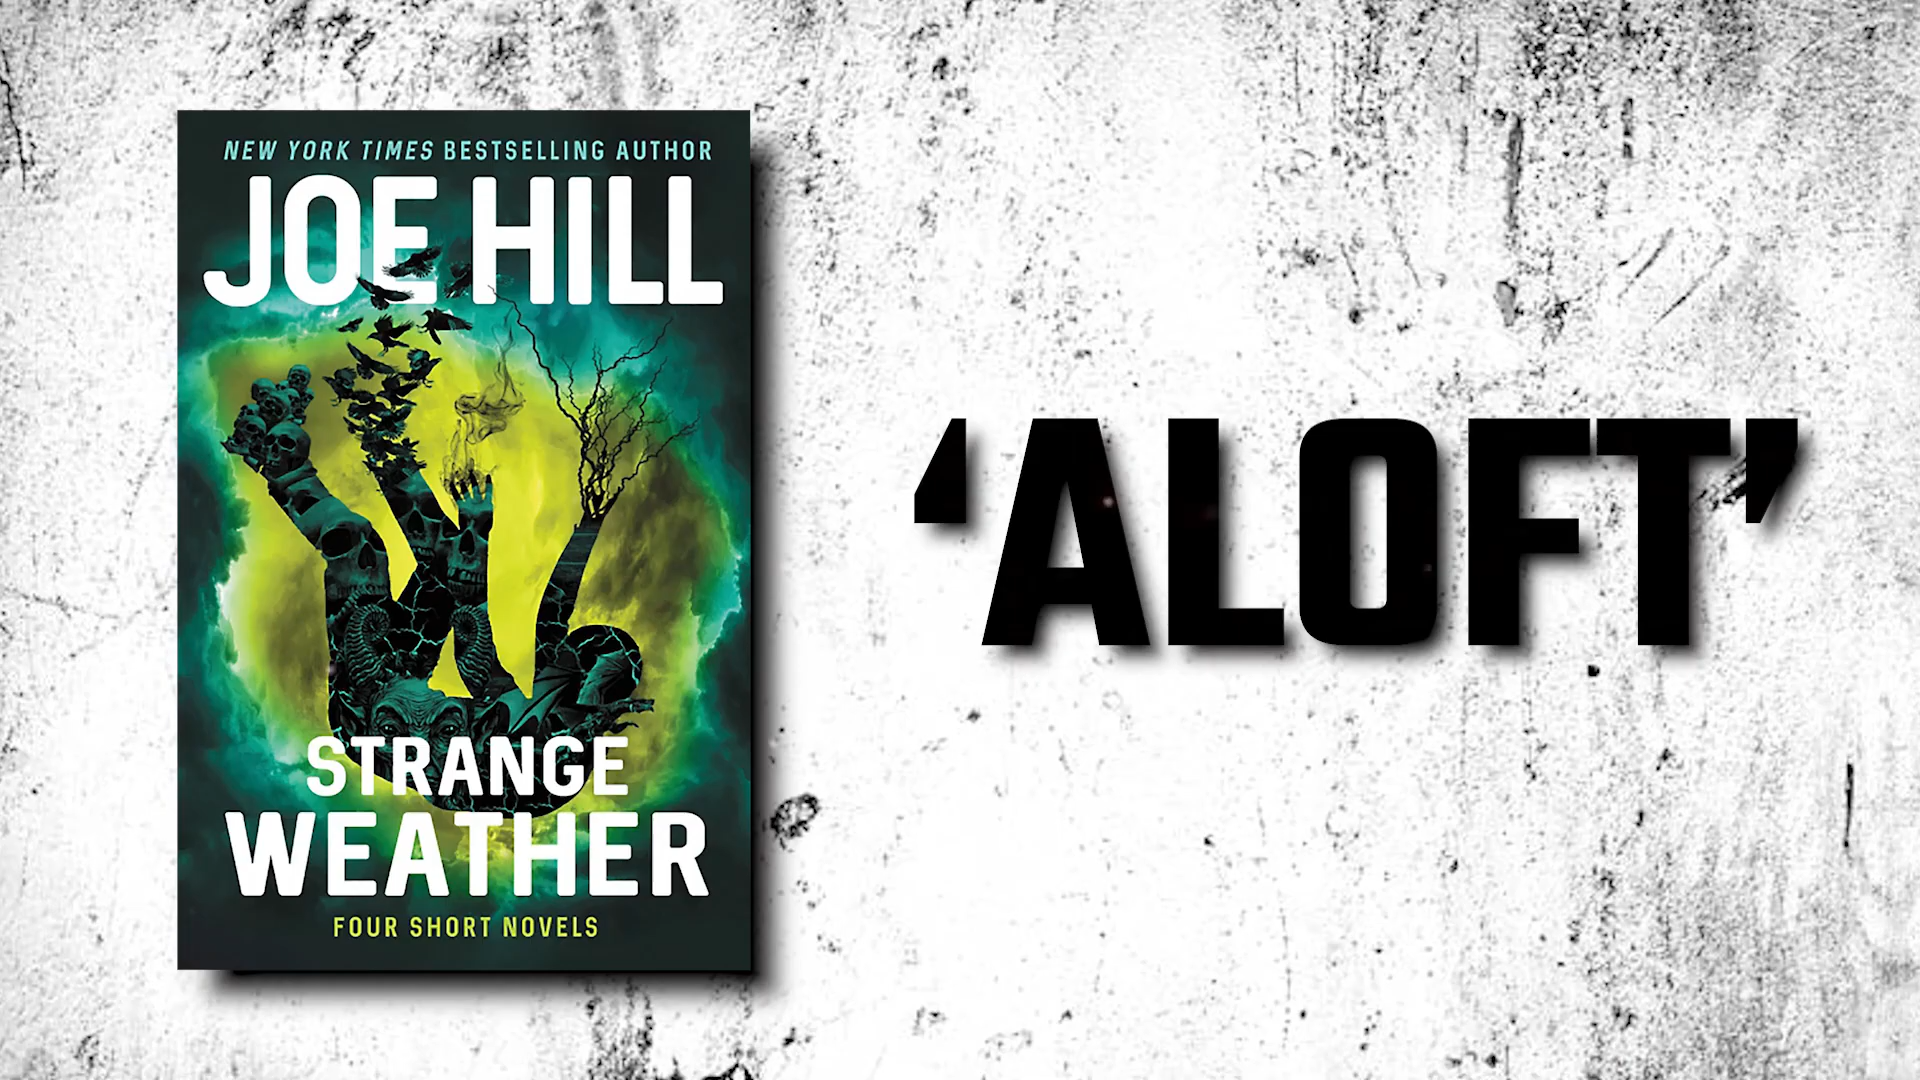 NEW YORK TIMES BESTSELLING AUTHOR
JOE HILL
STRANGE
WEATHER
FOUR SHORT NOVELS
‘ALOFT’